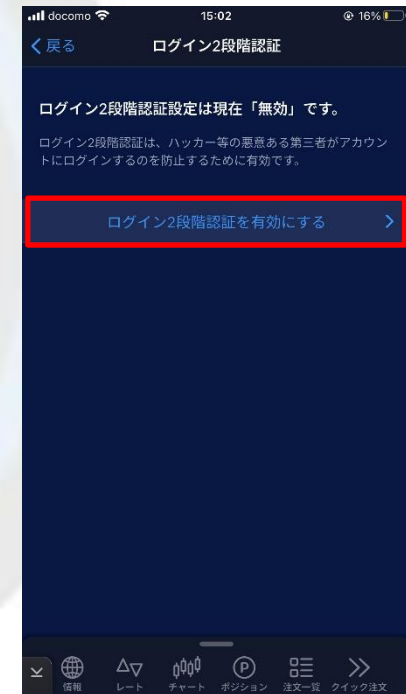 docomo 15:02 16%
戻る ログイン2段階認証
ログイン2段階認証設定は現在「無効」です。
ログイン2段階認証は、ハッカー等の悪意ある第三者がアカウン
トにログインするのを防止するために有効です。
ログイン2段階認証を有効にする
情報 レート チャート ポジション 注文一覧 クイック注文